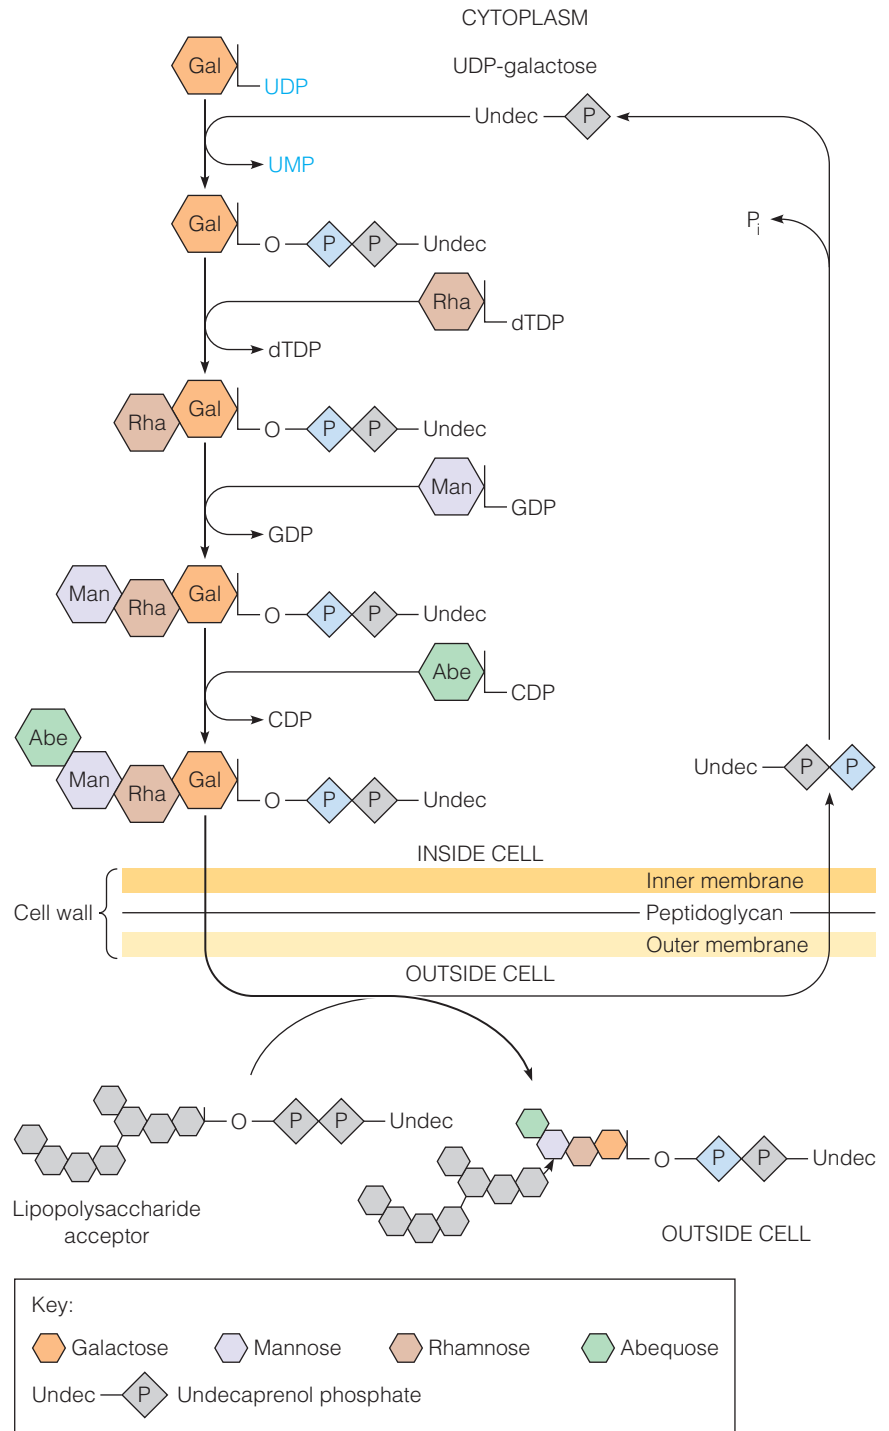 CYTOPLASM
Gal
UDP-galactose
UDP
Undec P
UMP
Gal O P P Undec
Pi
Rha
dTDP
dTDP
Rha Gal O P P Undec
Man
GDP
GDP
Man Rha Gal O P P Undec
Abe
CDP
CDP
Abe
Man Rha Gal O P P Undec
Undec P P
INSIDE CELL
Inner membrane
Cell wall
Peptidoglycan
Outer membrane
OUTSIDE CELL
O P P Undec
O P P Undec
Lipopolysaccharide
acceptor
OUTSIDE CELL
Key:
Galactose Mannose Rhamnose Abequose
Undec P Undecaprenol phosphate